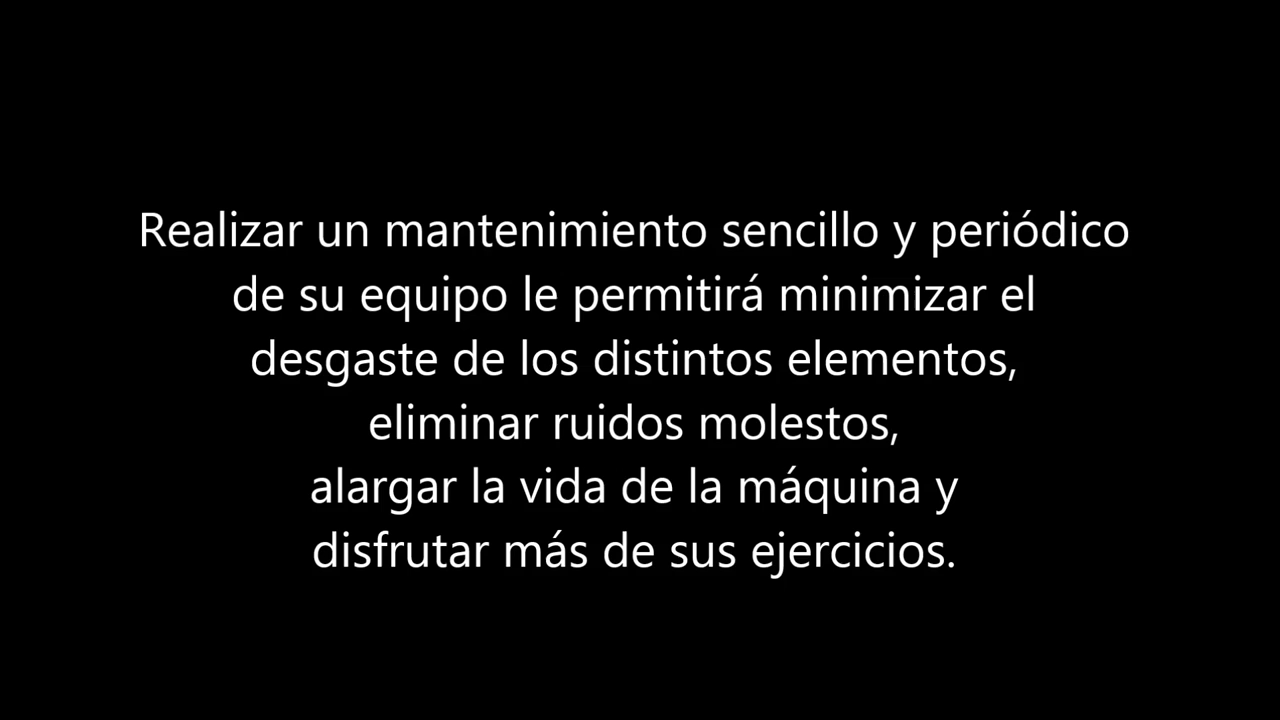 Realizar un mantenimiento sencillo y periódico
de su equipo le permitirá minimizar el
desgaste de los distintos elementos,
eliminar ruidos molestos,
alargar la vida de la máquina y
disfrutar más de sus ejercicios.